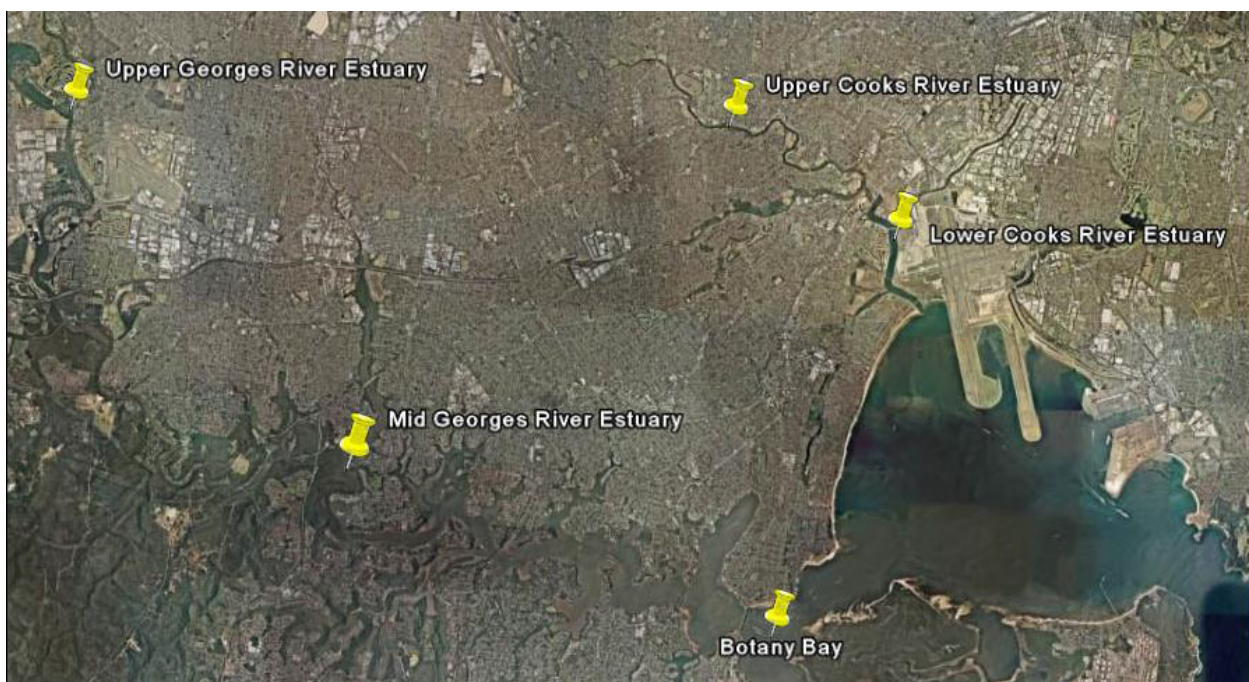 Upper Georges River Estuary
Upper Cooks River Estuary
Lower Cooks River Estuary
Mid Georges River Estuary
Botany Bay